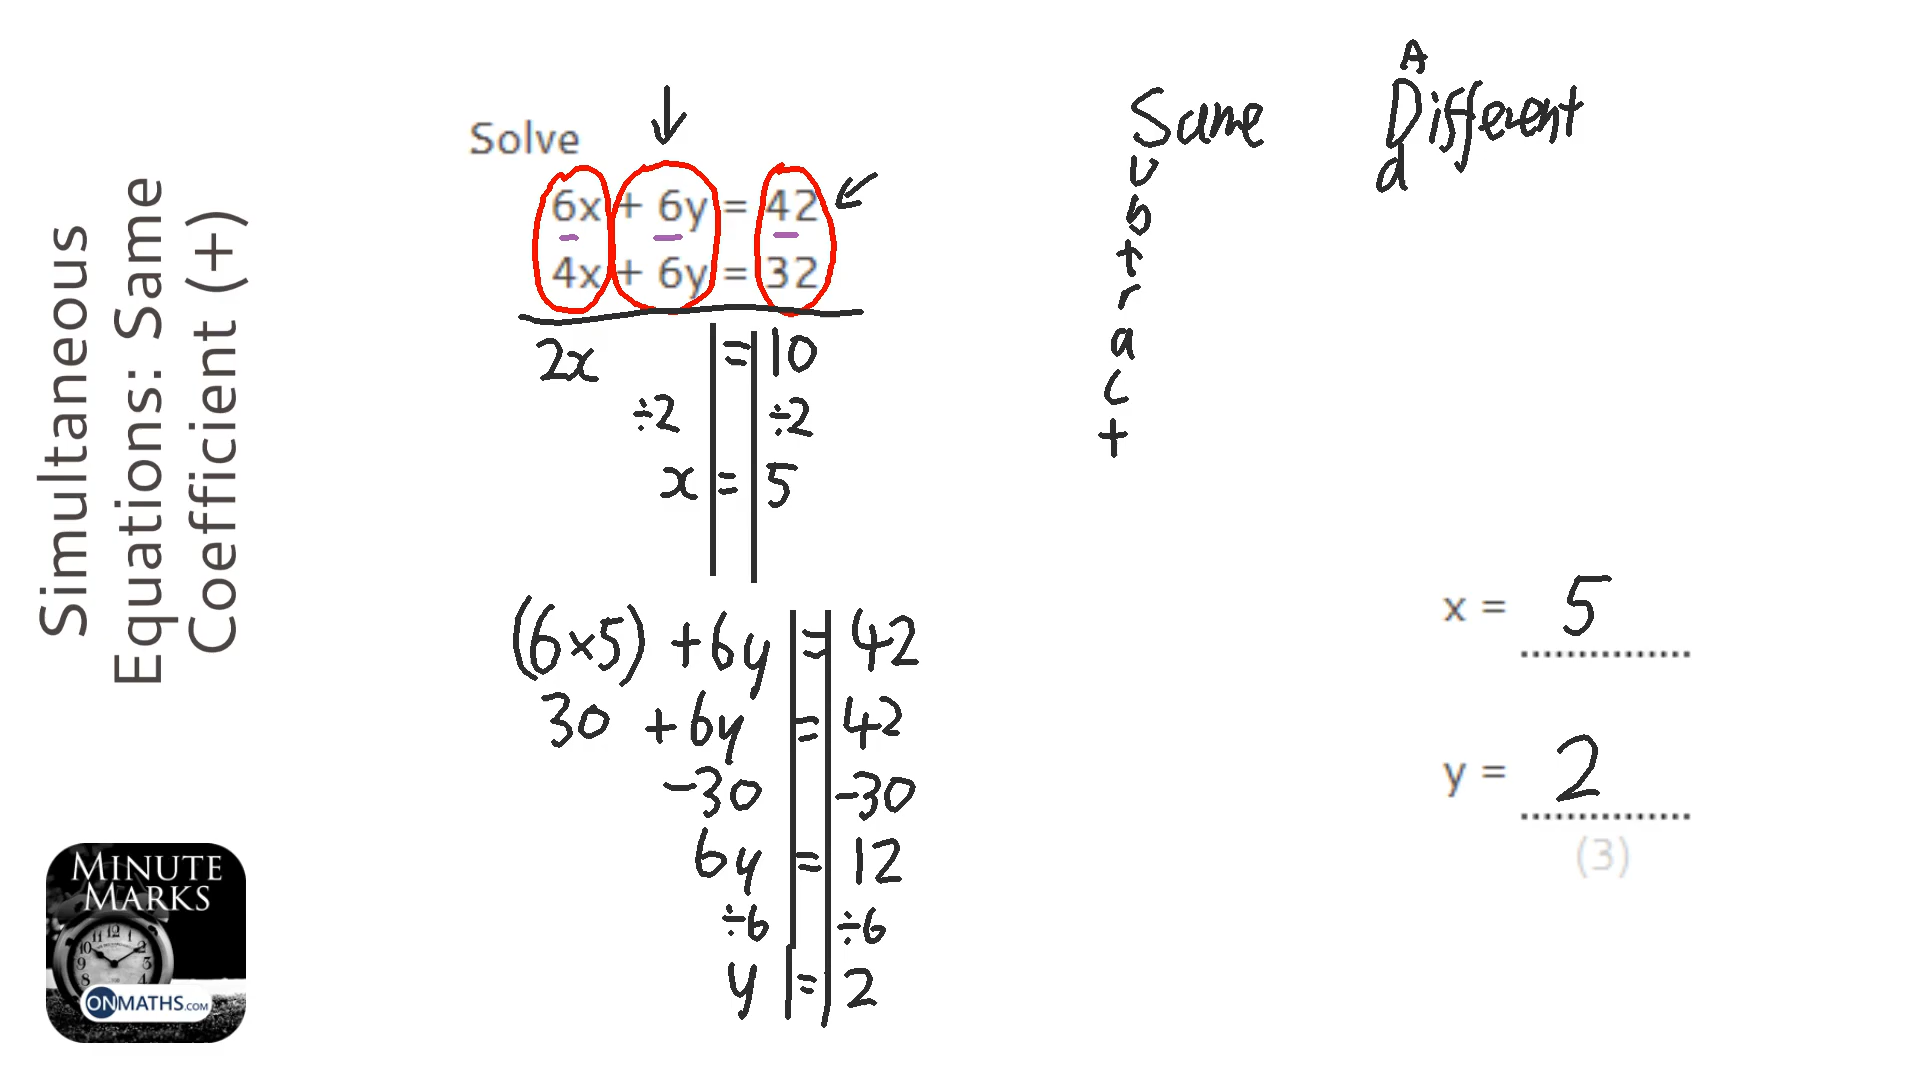 Simultaneous
Equations: Same
Coefficient (+)
Solve
6x + 6y = 42
4x + 6y = 32
2x = 10
÷2 ÷2
x = 5
(6×5) + 6y = 42
30 + 6y = 42
-30 -30
6y = 12
÷6 ÷6
y = 2
Same
u
b
t
r
a
c
t
A
Different
d
x = 5
y = 2
(3)
MINUTE
MARKS
ONMATHS.COM